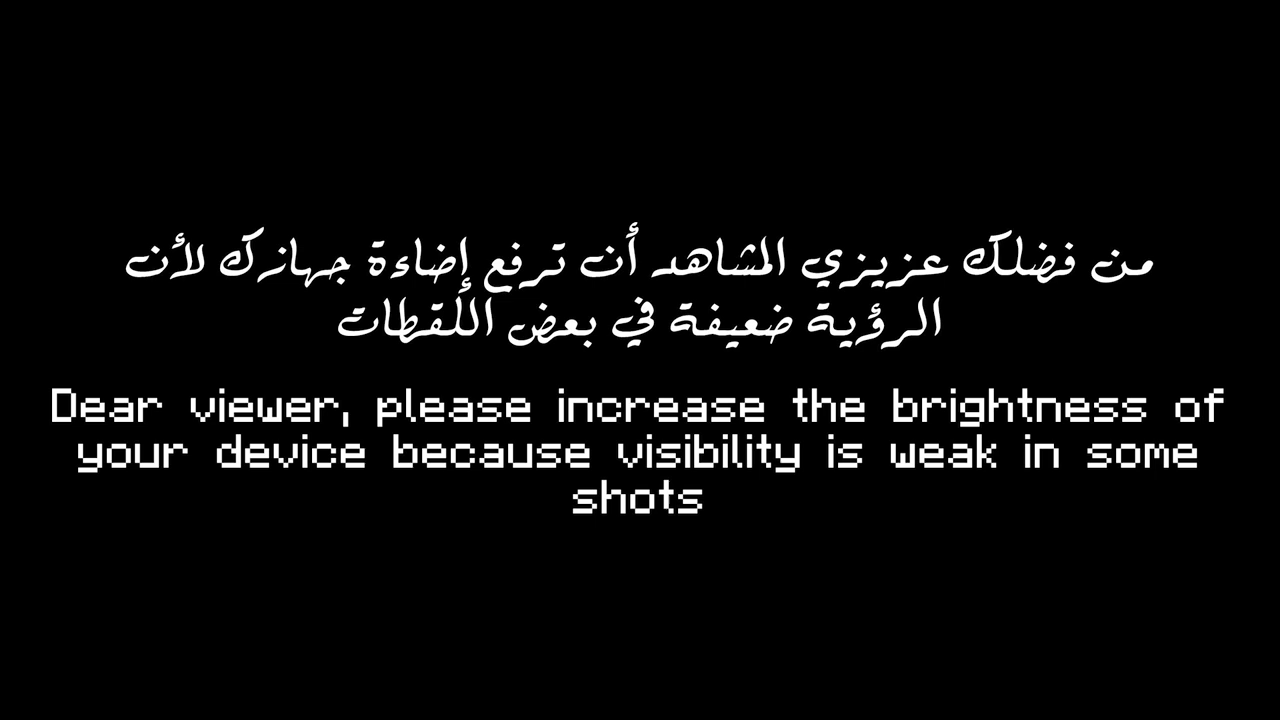 من فضلك عزيزي المشاهد أن ترفع إضاءة جهازك لأن
الرؤية ضعيفة في بعض اللقطات
Dear viewer, please increase the brightness of
your device because visibility is weak in some
shots